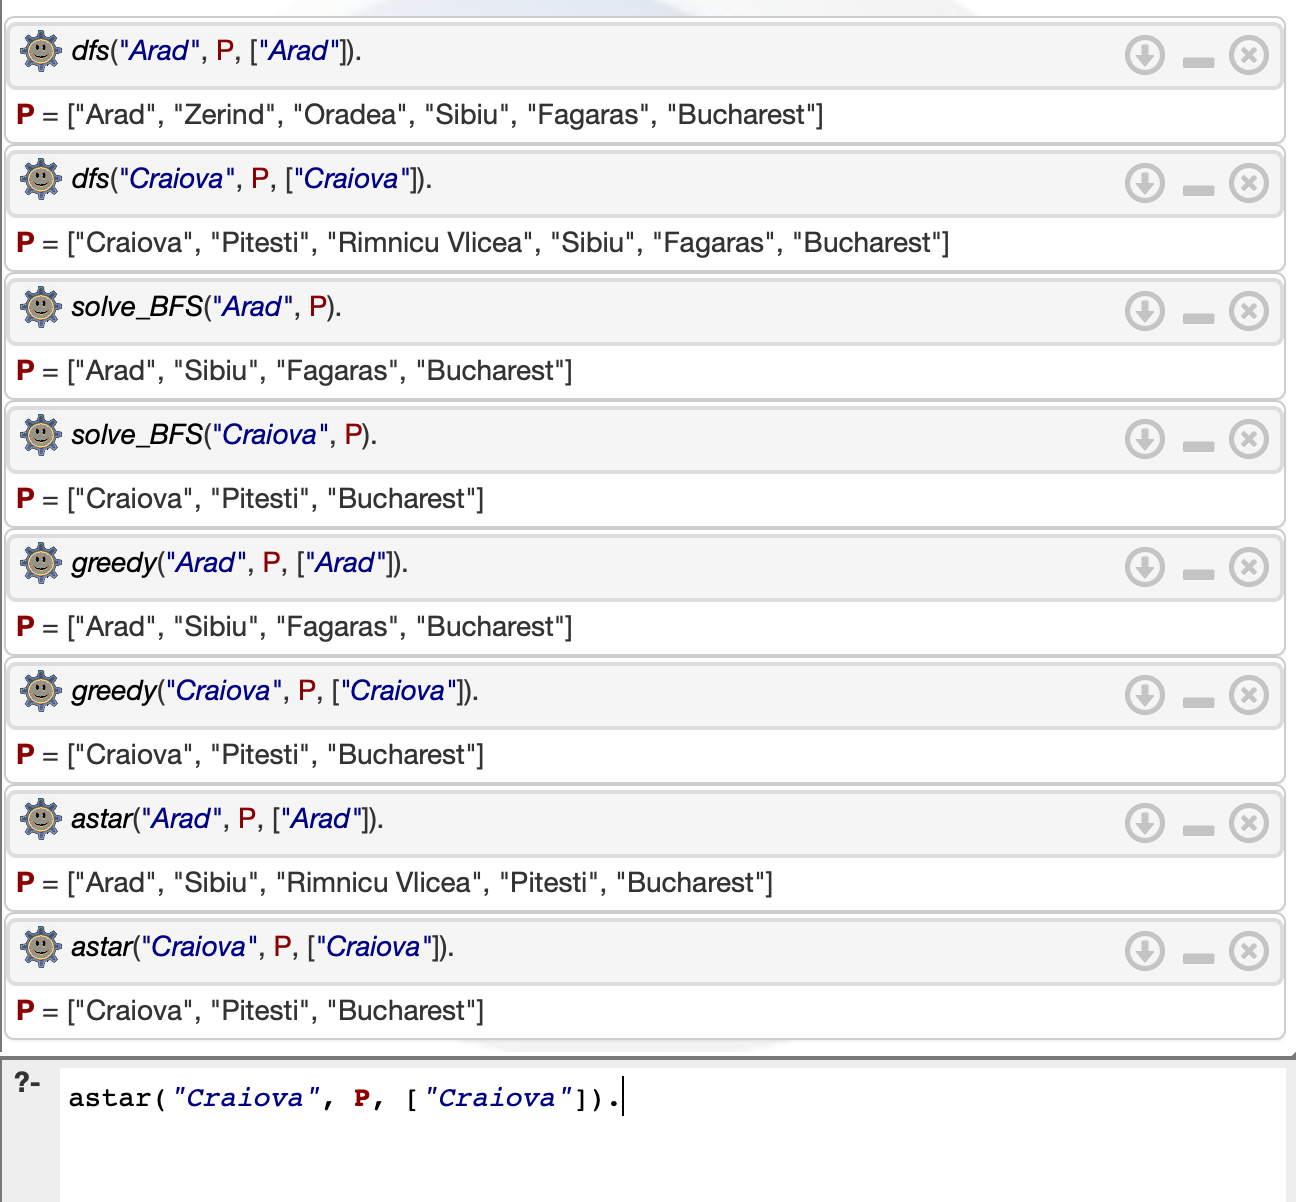 dfs("Arad", P, ["Arad"]).
P = ["Arad", "Zerind", "Oradea", "Sibiu", "Fagaras", "Bucharest"]
dfs("Craiova", P, ["Craiova"]).
P = ["Craiova", "Pitesti", "Rimnicu Vlicea", "Sibiu", "Fagaras", "Bucharest"]
solve_BFS("Arad", P).
P = ["Arad", "Sibiu", "Fagaras", "Bucharest"]
solve_BFS("Craiova", P).
P = ["Craiova", "Pitesti", "Bucharest"]
greedy("Arad", P, ["Arad"]).
P = ["Arad", "Sibiu", "Fagaras", "Bucharest"]
greedy("Craiova", P, ["Craiova"]).
P = ["Craiova", "Pitesti", "Bucharest"]
astar("Arad", P, ["Arad"]).
P = ["Arad", "Sibiu", "Rimnicu Vlicea", "Pitesti", "Bucharest"]
astar("Craiova", P, ["Craiova"]).
P = ["Craiova", "Pitesti", "Bucharest"]
?- astar("Craiova", P, ["Craiova"]).